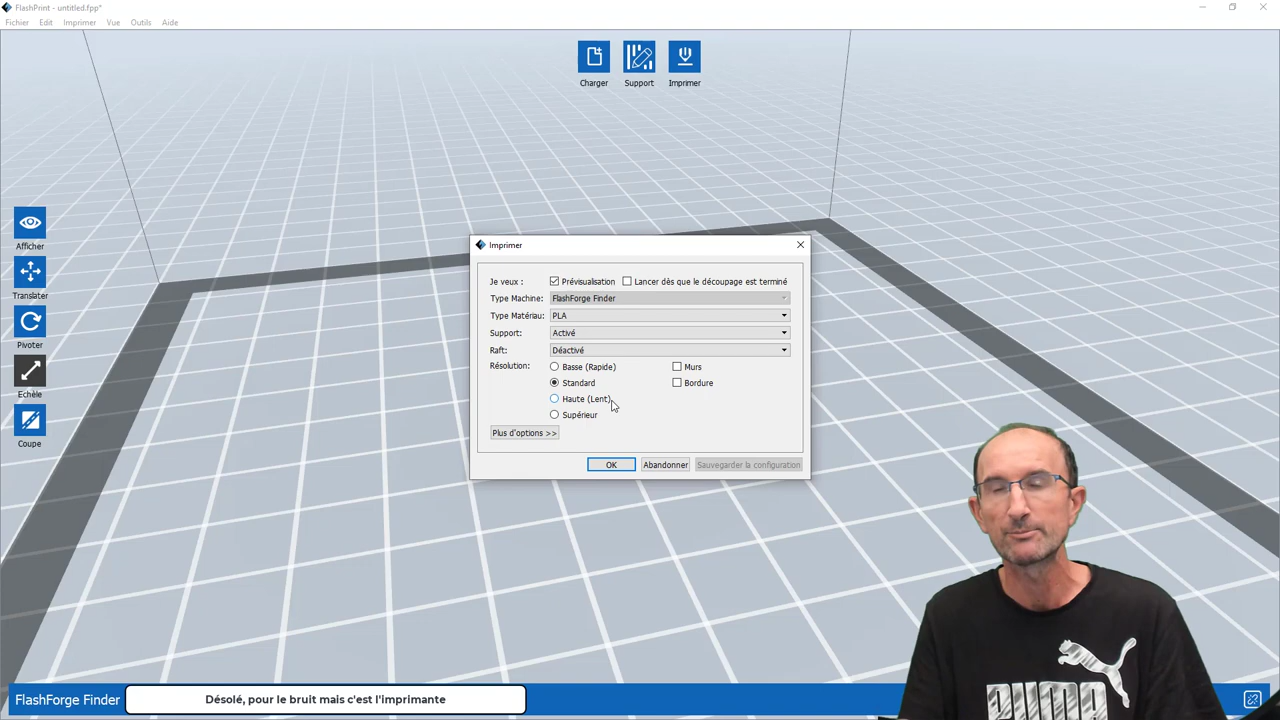 FlashPrint - untitled.fpp*
Fichier Edit Imprimer Vue Outils Aide
Charger Support Imprimer
Afficher
Translater
Pivoter
Echèle
Coupe
Imprimer
Je veux : Prévisualisation Lancer dès que le découpage est terminé
Type Machine: FlashForge Finder
Type Matériau: PLA
Support: Activé
Raft: Déactivé
Résolution: Basse (Rapide) Murs
Standard Bordure
Haute (Lent)
Supérieur
Plus d'options >>
OK Abandonner Sauvegarder la configuration
PUMA
FlashForge Finder Désolé, pour le bruit mais c'est l'imprimante